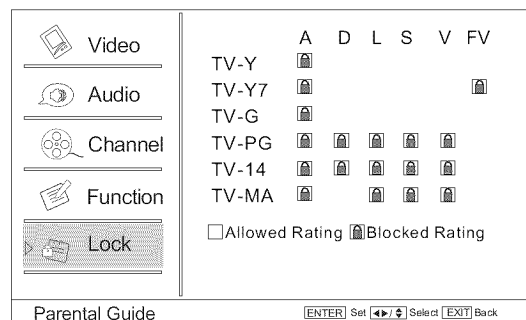 Video
Audio
Channel
Function
Lock
A D L S V FV
TV-Y
TV-Y7
TV-G
TV-PG
TV-14
TV-MA
Allowed Rating Blocked Rating
Parental Guide
ENTER Set ◀▶/◆ Select EXIT Back